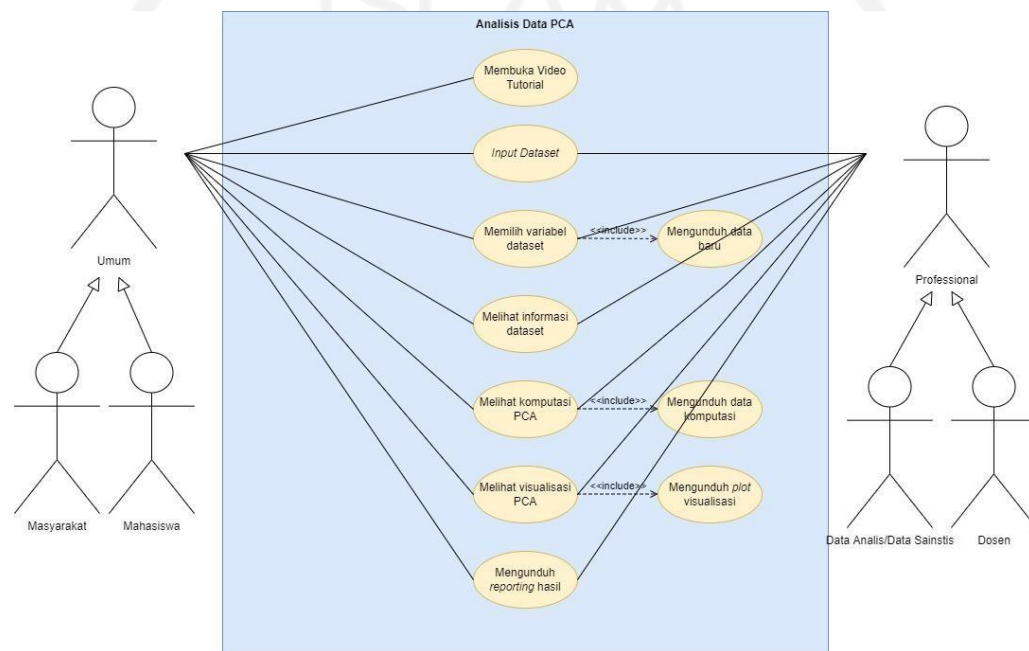 ISLAM
Analisis Data PCA
Membuka Video
Tutorial
Input Dataset
Memilih variabel
dataset
<<include>>
Mengunduh data
baru
Umum
Professional
Melihat informasi
dataset
Melihat komputasi
PCA
<<include>>
Mengunduh data
komputasi
Melihat visualisasi
PCA
<<include>>
Mengunduh plot
visualisasi
Masyarakat
Mahasiswa
Data Analis/Data Sainstis
Dosen
Mengunduh
reporting hasil